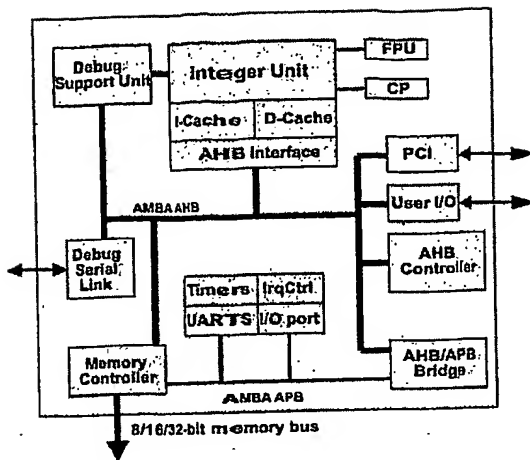 Debug
Support Unit
Integer Unit
I-Cache
D-Cache
AHB Interface
FPU
CP
PCI
User I/O
AMBA AHB
Debug
Serial
Link
AHB
Controller
Timers
IrqCtrl
UARTS
I/O port
Memory
Controller
AHB/APB
Bridge
AMBA APB
8/16/32-bit memory bus